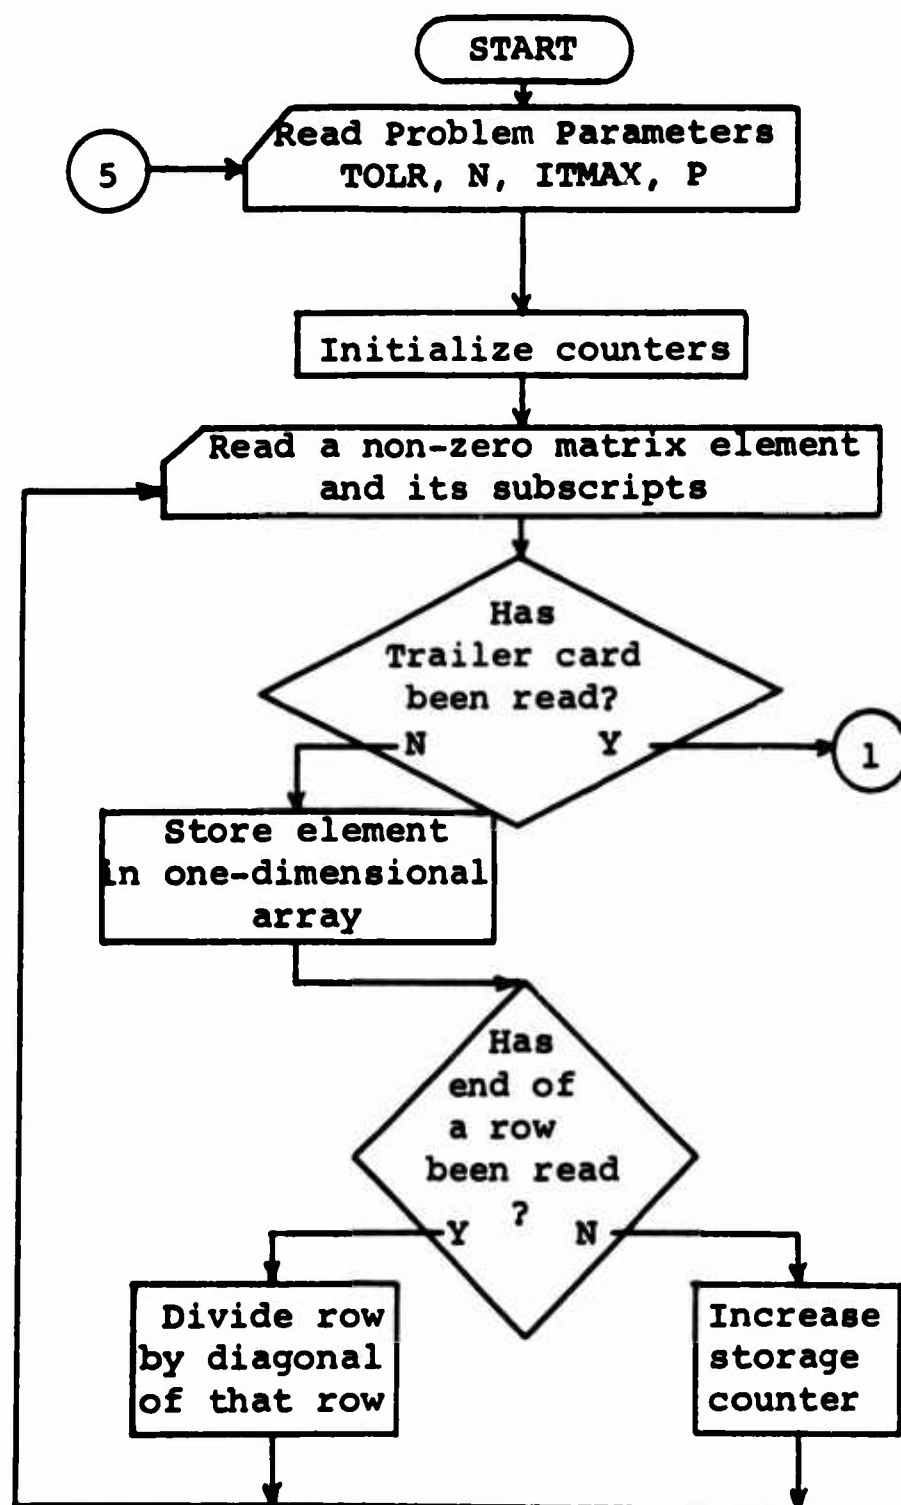 START
Read Problem Parameters
TOLR, N, ITMAX, P
5
Initialize counters
Read a non-zero matrix element
and its subscripts
Has
Trailer card
been read?
N
Y
1
Store element
in one-dimensional
array
Has
end of
a row
been read
?
Y
N
Divide row
by diagonal
of that row
Increase
storage
counter